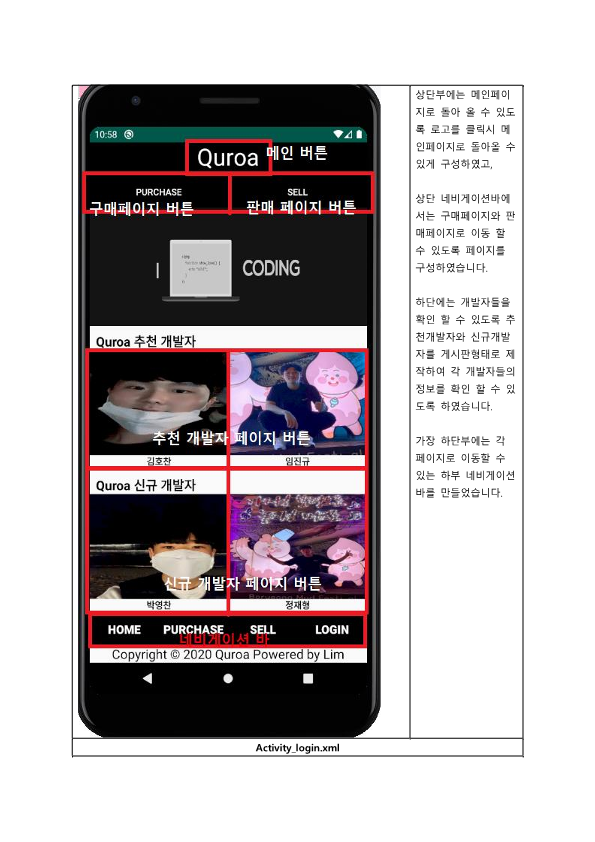 10:58
Quroa 메인 버튼
PURCHASE SELL
구매페이지 버튼 판매 페이지 버튼
CODING
Quroa 추천 개발자
추천 개발자 페이지 버튼
김호찬 임진규
Quroa 신규 개발자
신규 개발자 페이지 버튼
박영찬 정재형
HOME PURCHASE SELL LOGIN
네비게이션 바
Copyright © 2020 Quroa Powered by Lim
상단부에는 메인페이
지로 돌아 올 수 있도
록 로고를 클릭시 메
인페이지로 돌아올 수
있게 구성하였고,
상단 네비게이션바에
서는 구매페이지와 판
매페이지로 이동 할
수 있도록 페이지를
구성하였습니다.
하단에는 개발자들을
확인 할 수 있도록 추
천개발자와 신규개발
자를 게시판형태로 제
작하여 각 개발자들의
정보를 확인 할 수 있
도록 하였습니다.
가장 하단부에는 각
페이지로 이동할 수
있는 하부 네비게이션
바를 만들었습니다.
Activity_login.xml